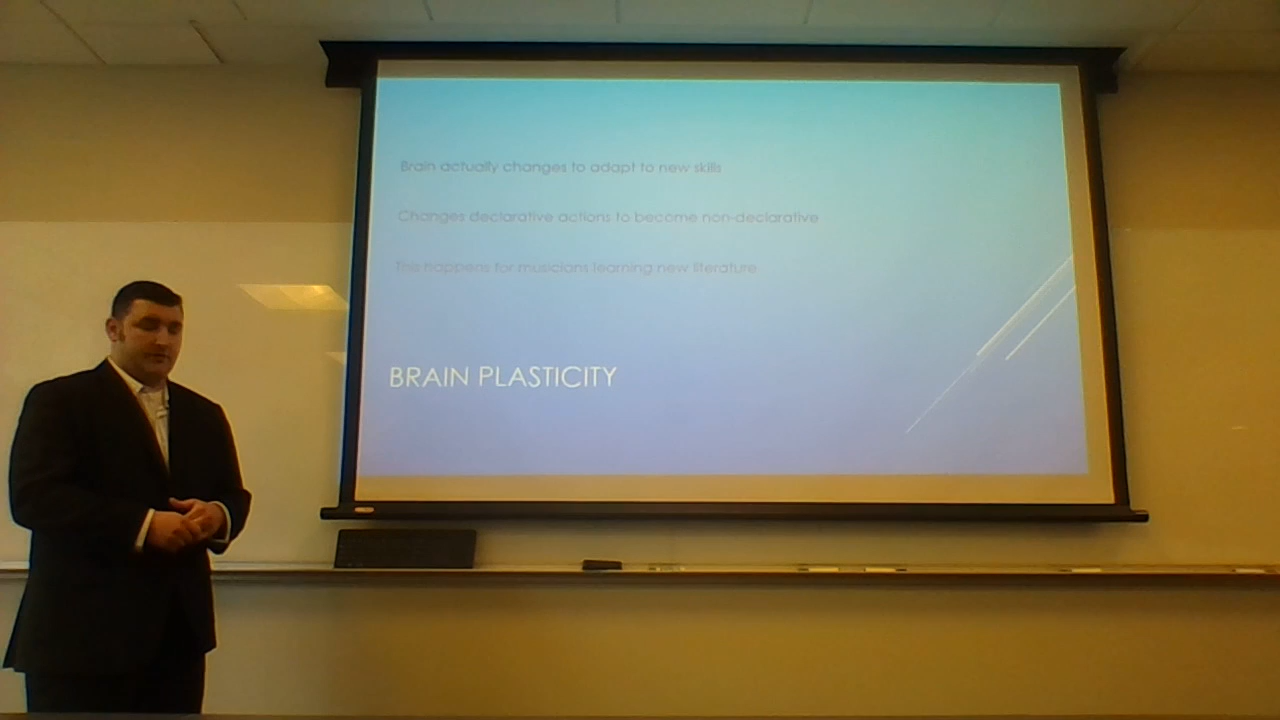 Brain actually changes to adapt to new skills
Changes declarative actions to become non-declarative
This happens for musicians learning new literature
BRAIN PLASTICITY